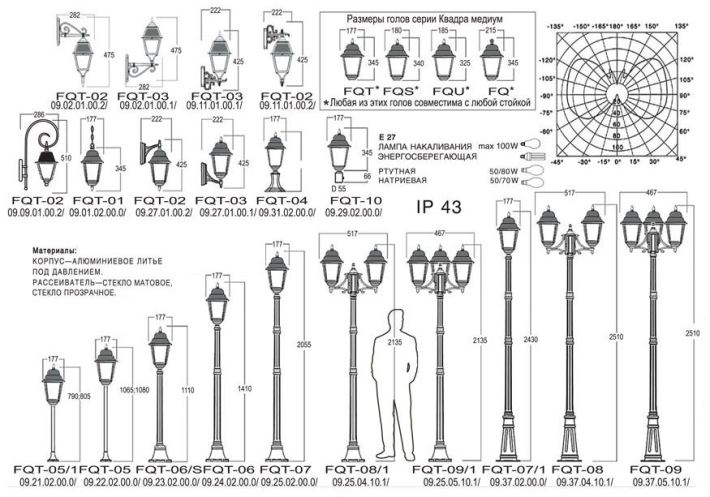 282
475
FQT-02
09.02.01.00.2/
282
475
FQT-03
09.02.01.00.1/
222
425
FQT-03
09.11.01.00.1/
222
425
FQT-02
09.11.01.00.2/
Размеры голов серии Квадра медиум
177
345
FQT*
180
340
FQS*
185
325
FQU*
215
345
FQ*
*Любая из этих голов совместима с любой стойкой
-135° -150° -165° ±180° 165° 150° 135°
-120° 120°
-105° 105°
-90° 90°
-75° 75°
-60° 60°
-45° -30° -15° 0° 15° 30° 45°
40
60
80
100
286
510
FQT-02
09.09.01.00.2/
177
345
FQT-01
09.01.02.00.0/
222
425
FQT-02
09.27.01.00.2/
222
425
FQT-03
09.27.01.00.1/
177
425
FQT-04
09.31.02.00.0/
177
345
66
D 55
FQT-10
09.29.02.00.0/
E 27
ЛАМПА НАКАЛИВАНИЯ max 100W
ЭНЕРГОСБЕРЕГАЮЩАЯ
РТУТНАЯ 50/80W
НАТРИЕВАЯ 50/70W
IP 43
Материалы:
КОРПУС—АЛЮМИНИЕВОЕ ЛИТЬЕ
ПОД ДАВЛЕНИЕМ.
РАССЕИВАТЕЛЬ—СТЕКЛО МАТОВОЕ,
СТЕКЛО ПРОЗРАЧНОЕ.
177
790;805
FQT-05/1
09.21.02.00.0/
177
1065;1080
FQT-05
09.22.02.00.0/
177
1110
FQT-06/S
09.23.02.00.0/
177
1410
FQT-06
09.24.02.00.0/
177
2055
FQT-07
09.25.02.00.0/
517
2135
FQT-08/1
09.25.04.10.1/
467
2135
FQT-09/1
09.25.05.10.1/
177
2430
FQT-07/1
09.37.02.00.0/
517
2510
FQT-08
09.37.04.10.1/
467
2510
FQT-09
09.37.05.10.1/